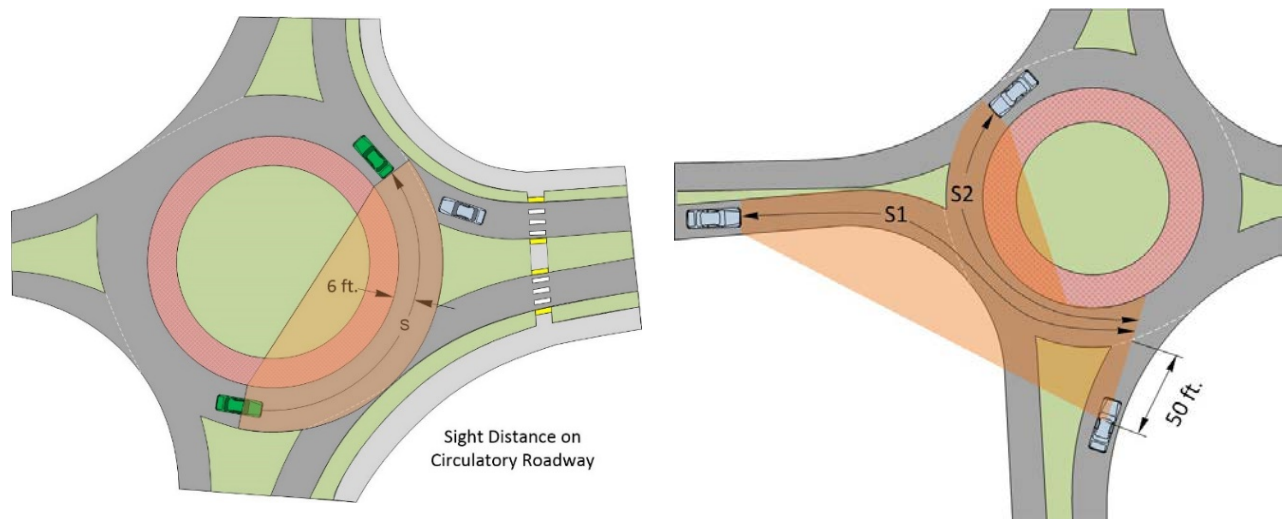 6 ft.
S
Sight Distance on
Circulatory Roadway
S1
S2
50 ft.